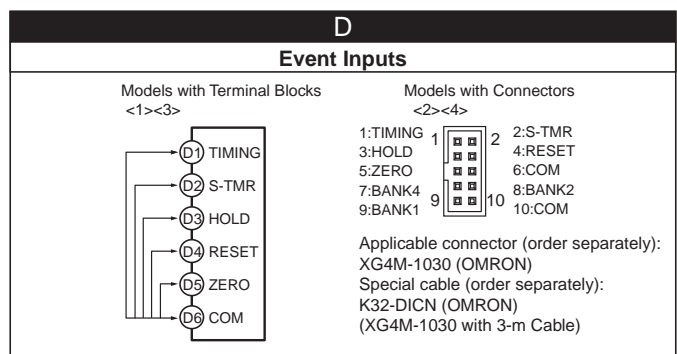 D
Event Inputs
Models with Terminal Blocks
<1><3>
D1 TIMING
D2 S-TMR
D3 HOLD
D4 RESET
D5 ZERO
D6 COM
Models with Connectors
<2><4>
1:TIMING 1 2 2:S-TMR
3:HOLD 4:RESET
5:ZERO 6:COM
7:BANK4 8:BANK2
9:BANK1 9 10 10:COM
Applicable connector (order separately):
XG4M-1030 (OMRON)
Special cable (order separately):
K32-DICN (OMRON)
(XG4M-1030 with 3-m Cable)